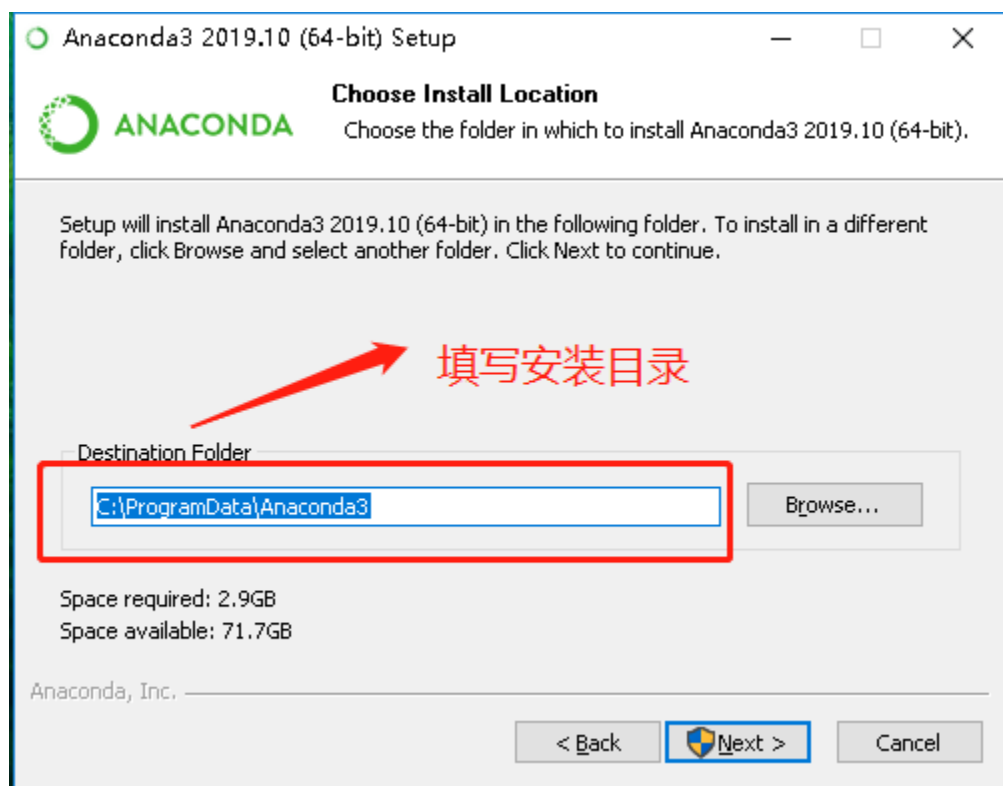 Anaconda3 2019.10 (64-bit) Setup
ANACONDA
Choose Install Location
Choose the folder in which to install Anaconda3 2019.10 (64-bit).
Setup will install Anaconda3 2019.10 (64-bit) in the following folder. To install in a different
folder, click Browse and select another folder. Click Next to continue.
填写安装目录
Destination Folder
C:\ProgramData\Anaconda3
Browse...
Space required: 2.9GB
Space available: 71.7GB
Anaconda, Inc.
< Back
Next >
Cancel